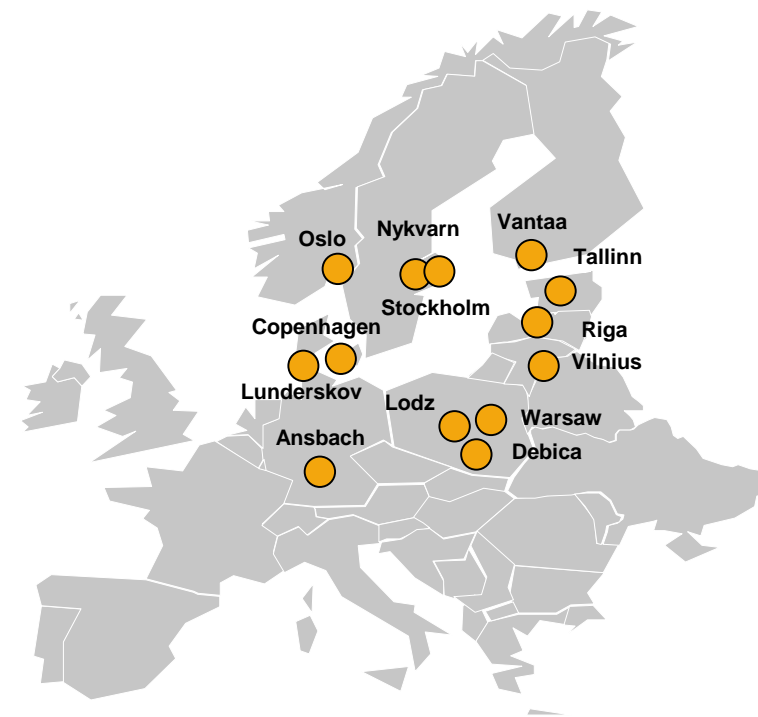 Vantaa
Nykvarn
Oslo
Tallinn
Stockholm
Copenhagen
Riga
Vilnius
Lunderskov
Lodz
Warsaw
Ansbach
Debica